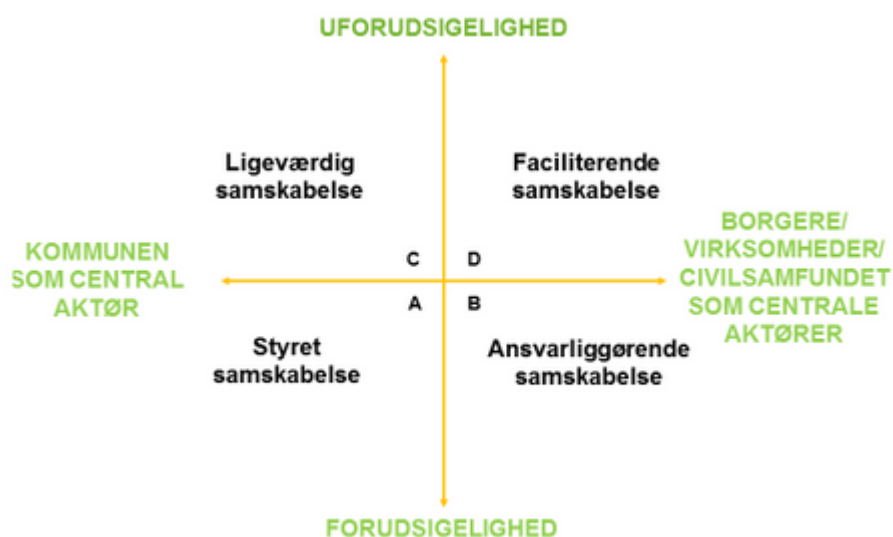 UFORUDSIGELIGHED
Ligeværdig
samskabelse
Faciliterende
samskabelse
KOMMUNEN
SOM CENTRAL
AKTØR
C
D
A
B
BORGERE/
VIRKSOMHEDER/
CIVILSAMFUNDET
SOM CENTRALE
AKTØRER
Styret
samskabelse
Ansvarliggørende
samskabelse
FORUDSIGELIGHED